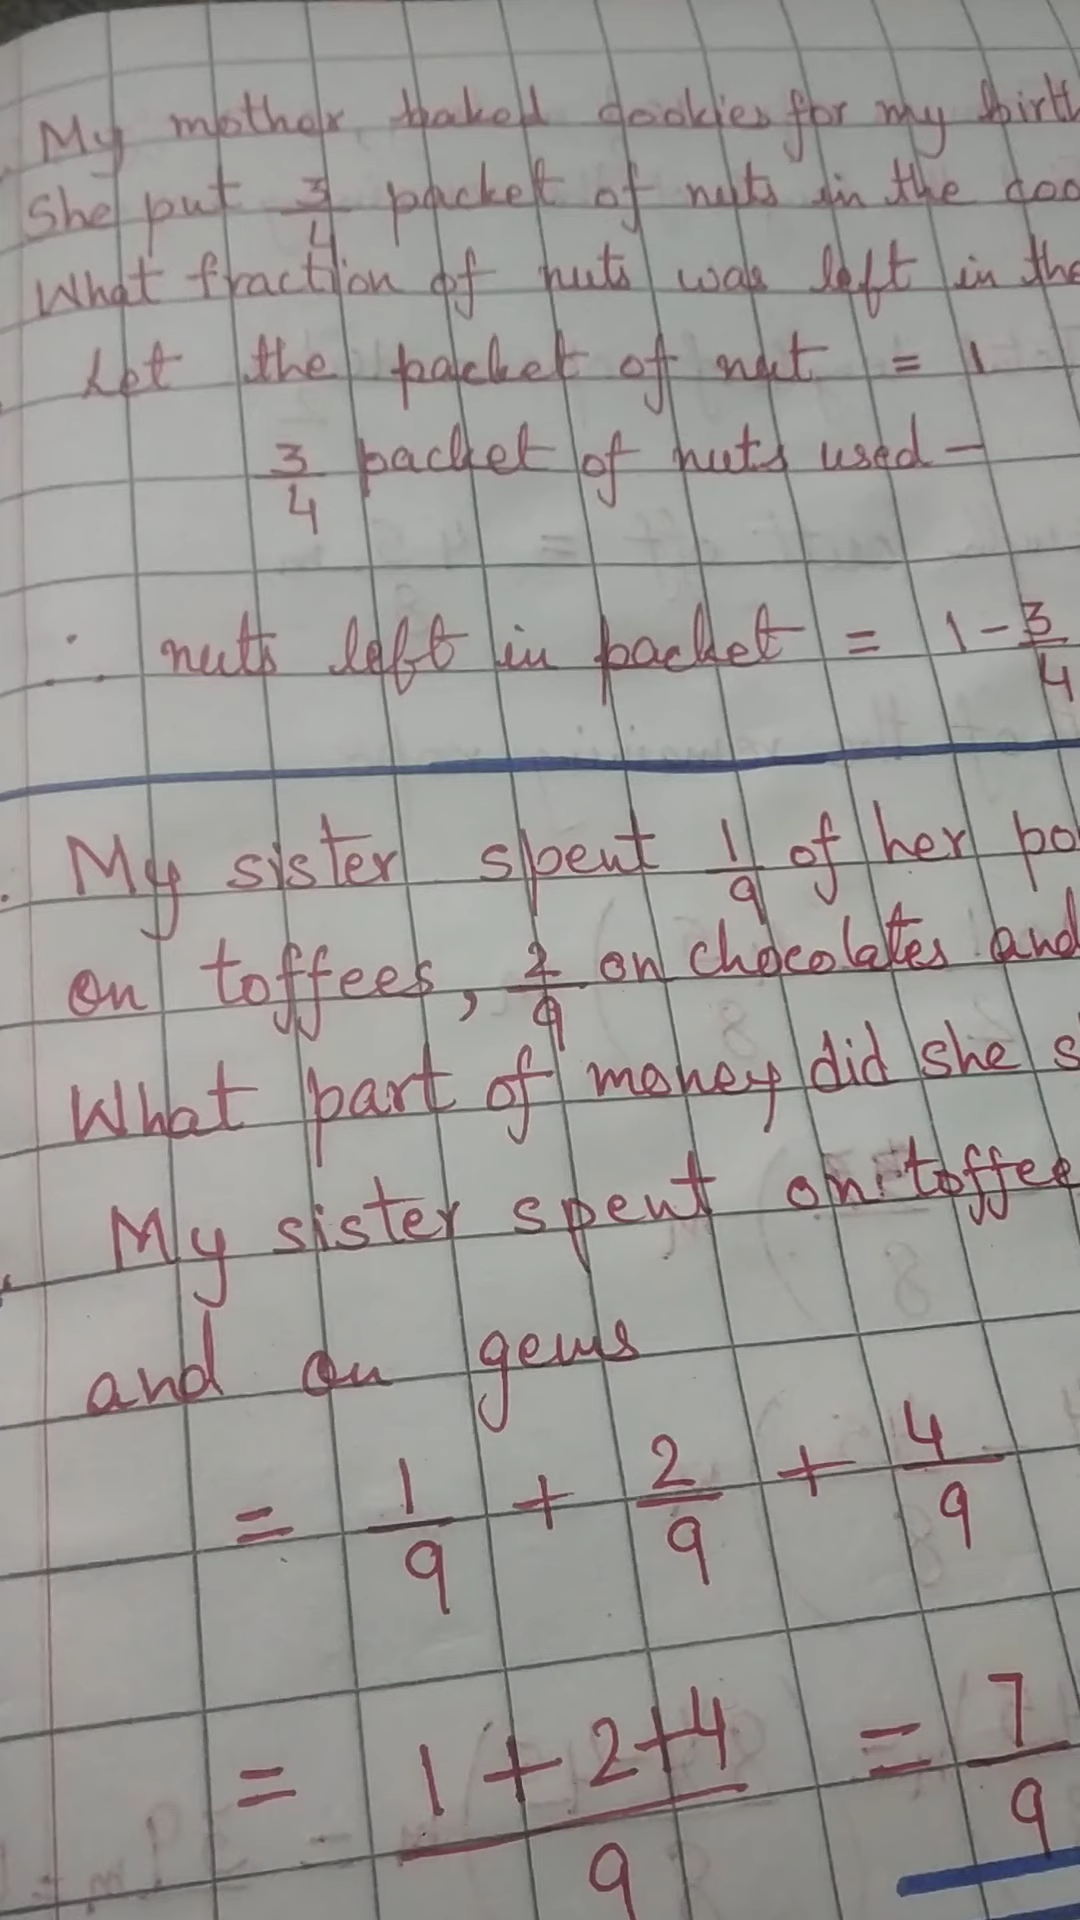 My mother baked cookies for my birth
She put 3/4 packet of nuts in the coo
What fraction of nuts was left in the
Let the packet of nut = 1
3/4 packet of nuts used -
∴ nuts left in packet = 1 - 3/4
My sister spent 1/9 of her po
on toffees, 2/9 on chocolates and
What part of money did she s
My sister spent on toffee
and on gems
= 1/9 + 2/9 + 4/9
= 1+2+4/9 = 7/9